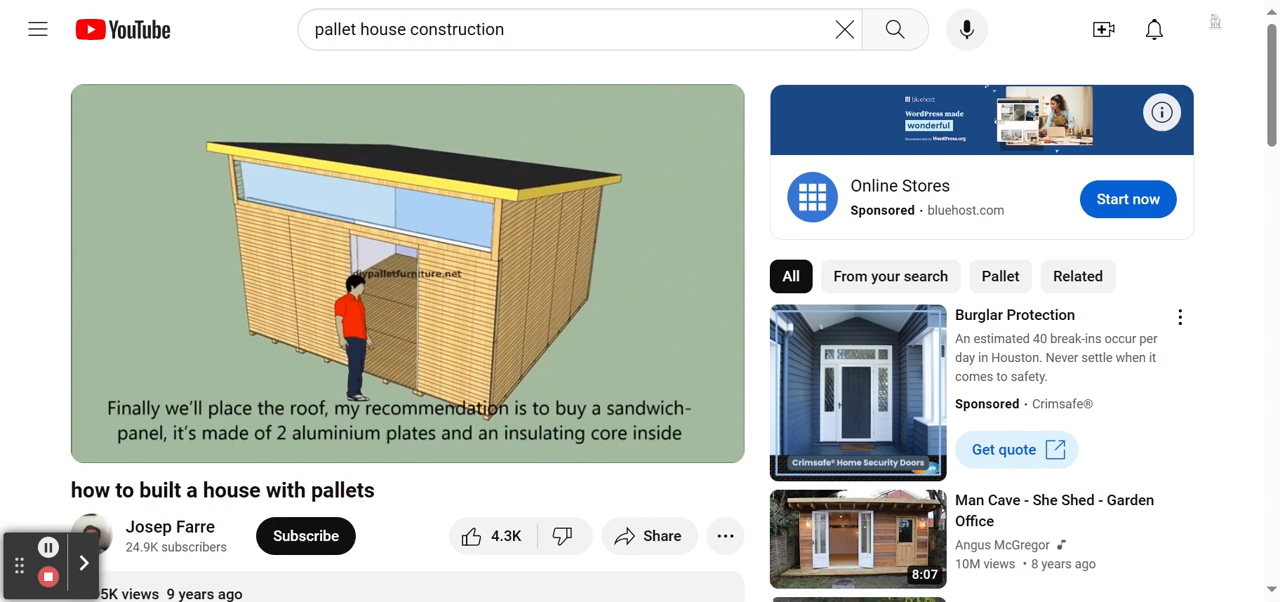 YouTube
pallet house construction
diypalletfurniture.net
Finally we'll place the roof, my recommendation is to buy a sandwich-
panel, it's made of 2 aluminium plates and an insulating core inside
how to built a house with pallets
Josep Farre
24.9K subscribers
Subscribe
4.3K
Share
5K views 9 years ago
bluehost
WordPress made
wonderful
WordPress.org
Online Stores
Sponsored · bluehost.com
Start now
All
From your search
Pallet
Related
Crimsafe® Home Security Doors
Burglar Protection
An estimated 40 break-ins occur per
day in Houston. Never settle when it
comes to safety.
Sponsored · Crimsafe®
Get quote
8:07
Man Cave - She Shed - Garden
Office
Angus McGregor
10M views · 8 years ago